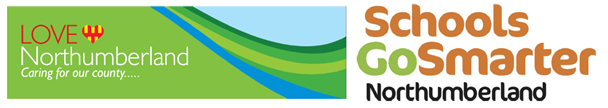 LOVE
Northumberland
Caring for our county.....
Schools
GoSmarter
Northumberland